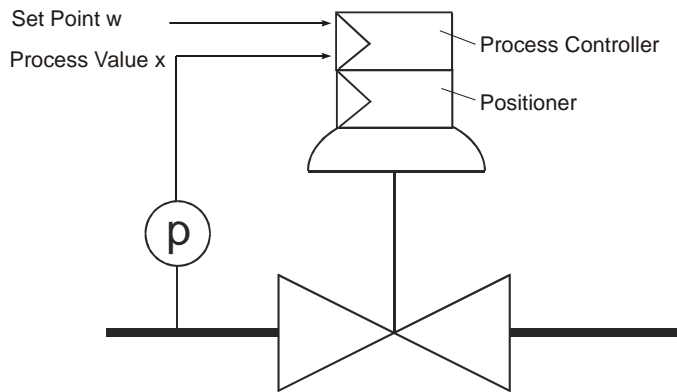 Set Point w
Process Value x
Process Controller
Positioner
p